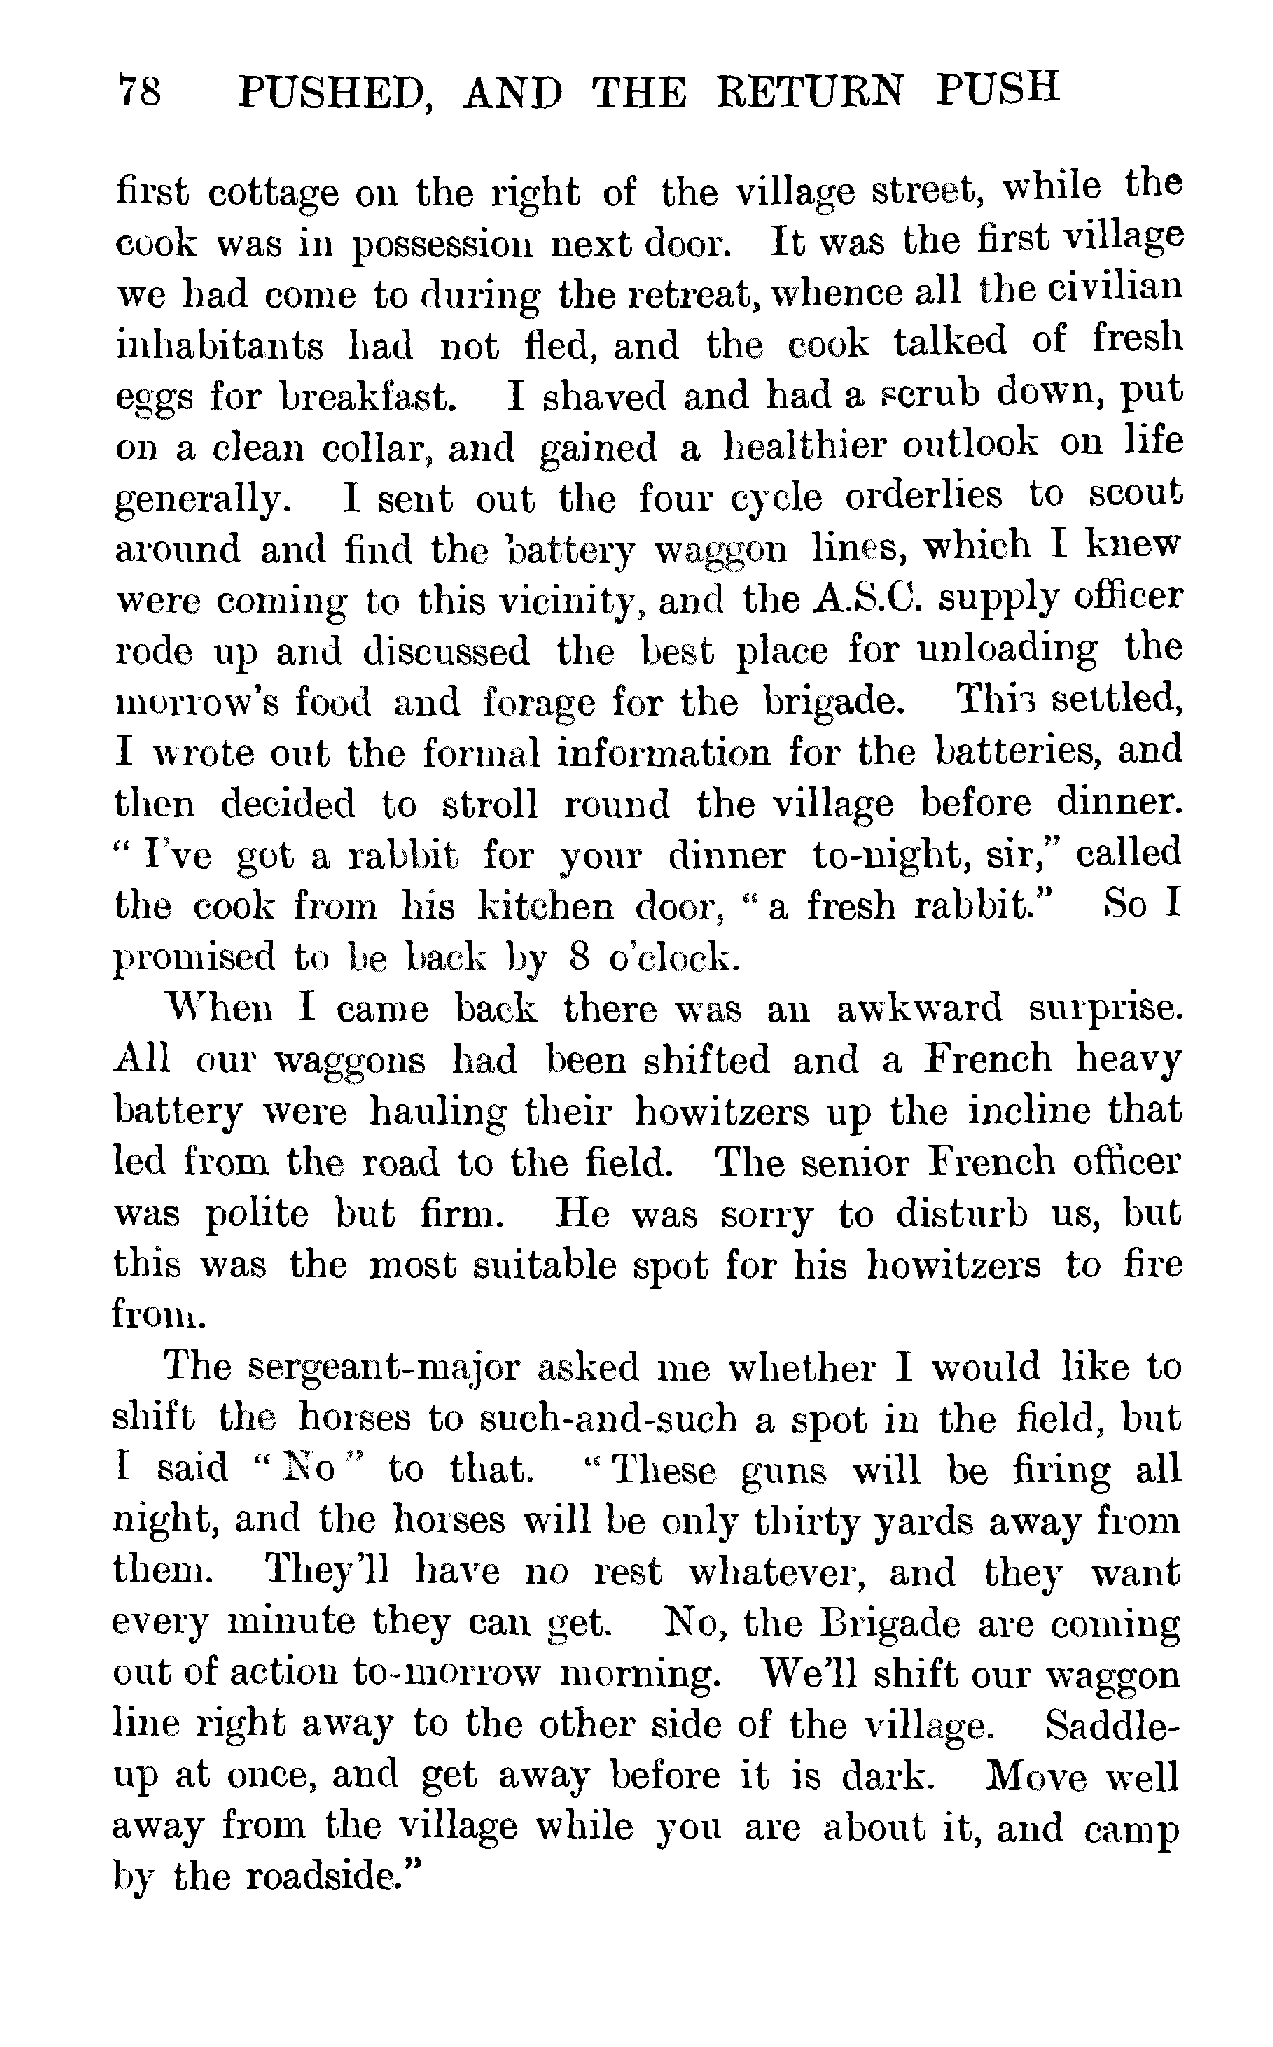 78 PUSHED, AND THE RETURN PUSH
first cottage on the right of the village street, while the
cook was in possession next door. It was the first village
we had come to during the retreat, whence all the civilian
inhabitants had not fled, and the cook talked of fresh
eggs for breakfast. I shaved and had a scrub down, put
on a clean collar, and gained a healthier outlook on life
generally. I sent out the four cycle orderlies to scout
around and find the battery waggon lines, which I knew
were coming to this vicinity, and the A.S.C. supply officer
rode up and discussed the best place for unloading the
morrow's food and forage for the brigade. This settled,
I wrote out the formal information for the batteries, and
then decided to stroll round the village before dinner.
“ I've got a rabbit for your dinner to-night, sir,” called
the cook from his kitchen door, “ a fresh rabbit.” So I
promised to be back by 8 o'clock.
When I came back there was an awkward surprise.
All our waggons had been shifted and a French heavy
battery were hauling their howitzers up the incline that
led from the road to the field. The senior French officer
was polite but firm. He was sorry to disturb us, but
this was the most suitable spot for his howitzers to fire
from.
The sergeant-major asked me whether I would like to
shift the horses to such-and-such a spot in the field, but
I said “ No ” to that. “ These guns will be firing all
night, and the horses will be only thirty yards away from
them. They'll have no rest whatever, and they want
every minute they can get. No, the Brigade are coming
out of action to-morrow morning. We'll shift our waggon
line right away to the other side of the village. Saddle-
up at once, and get away before it is dark. Move well
away from the village while you are about it, and camp
by the roadside.”